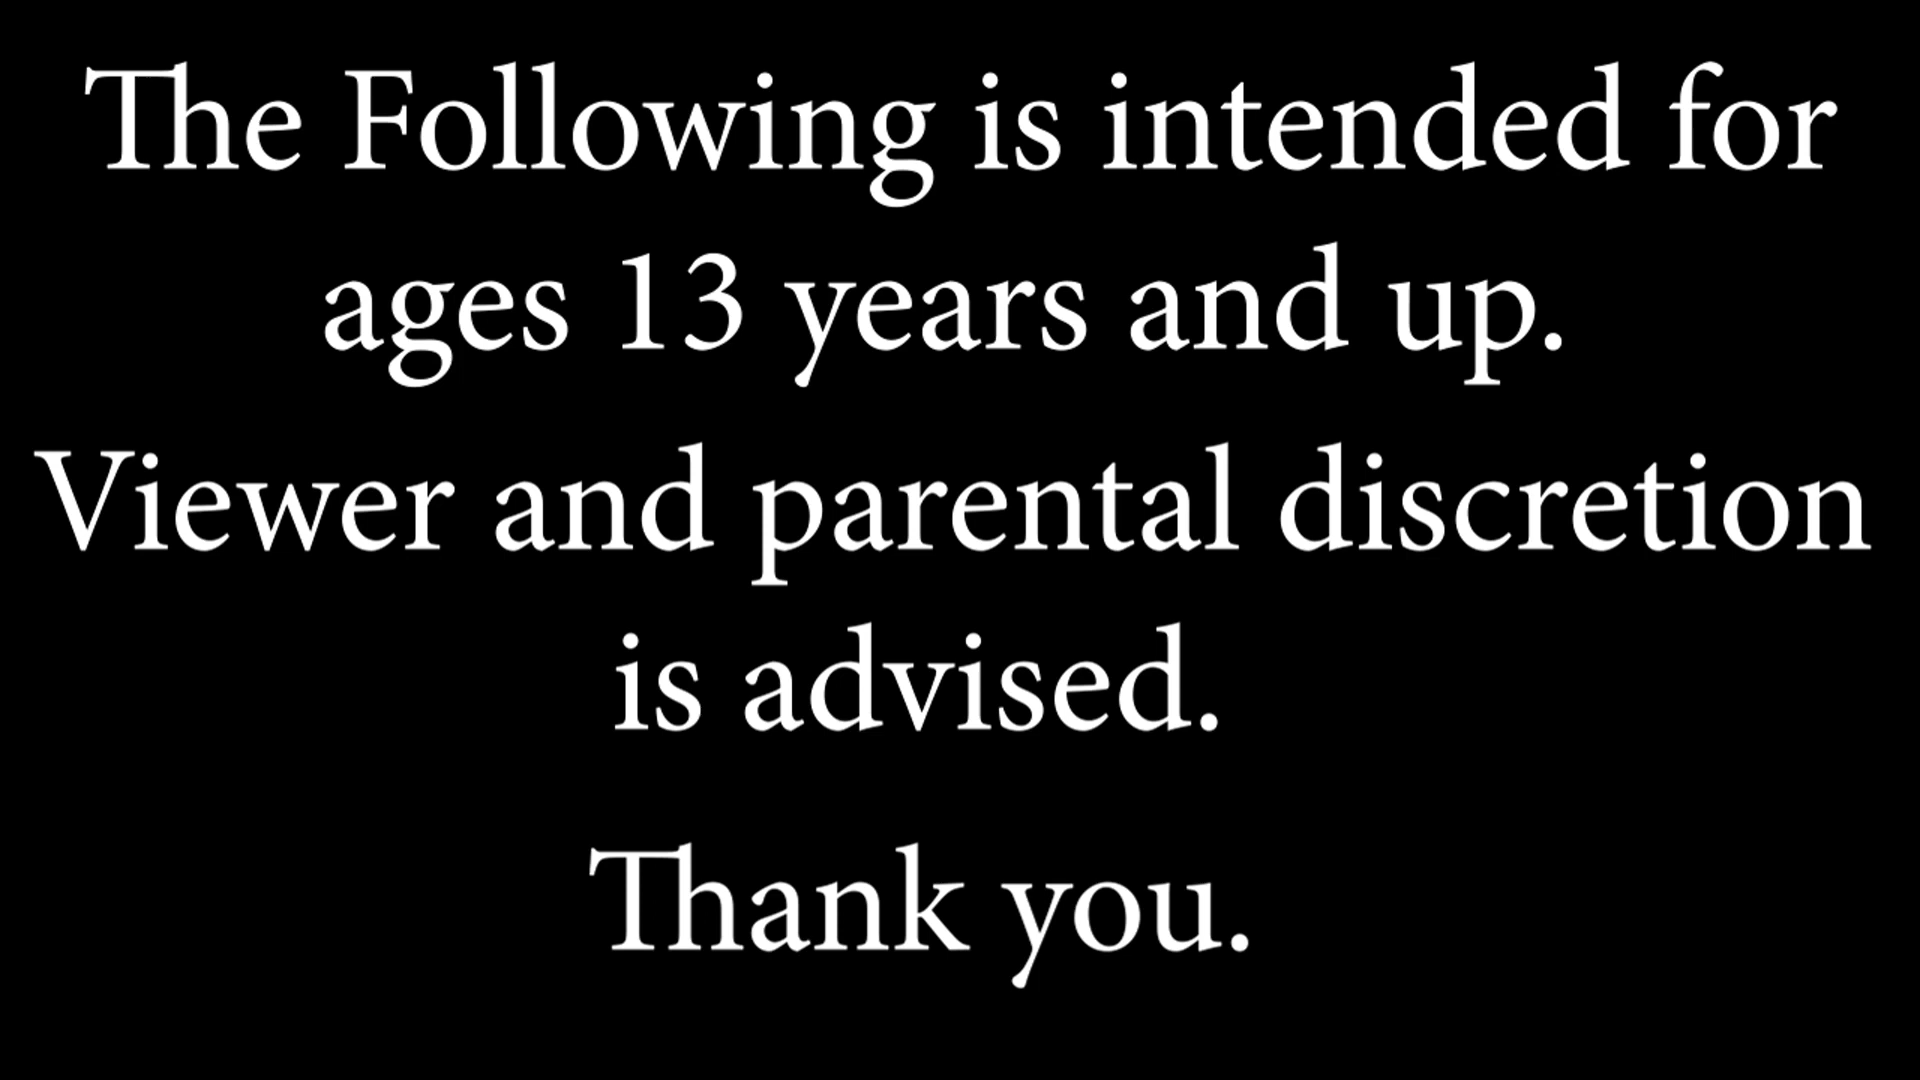 The Following is intended for
ages 13 years and up.
Viewer and parental discretion
is advised.
Thank you.